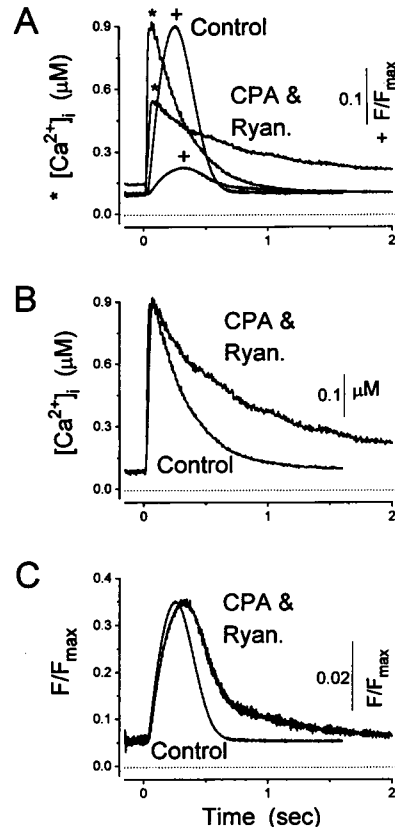 A
* + Control
*
CPA &
Ryan.
+
0.1 + F/Fmax
* [Ca2+]i (μM)
0.9
0.6
0.3
0.0
0 1 2
B
CPA &
Ryan.
0.1 μM
Control
[Ca2+]i (μM)
0.9
0.6
0.3
0.0
0 1 2
C
CPA &
Ryan.
0.02 F/Fmax
Control
F/Fmax
0.4
0.3
0.2
0.1
0.0
0 1 2
Time (sec)